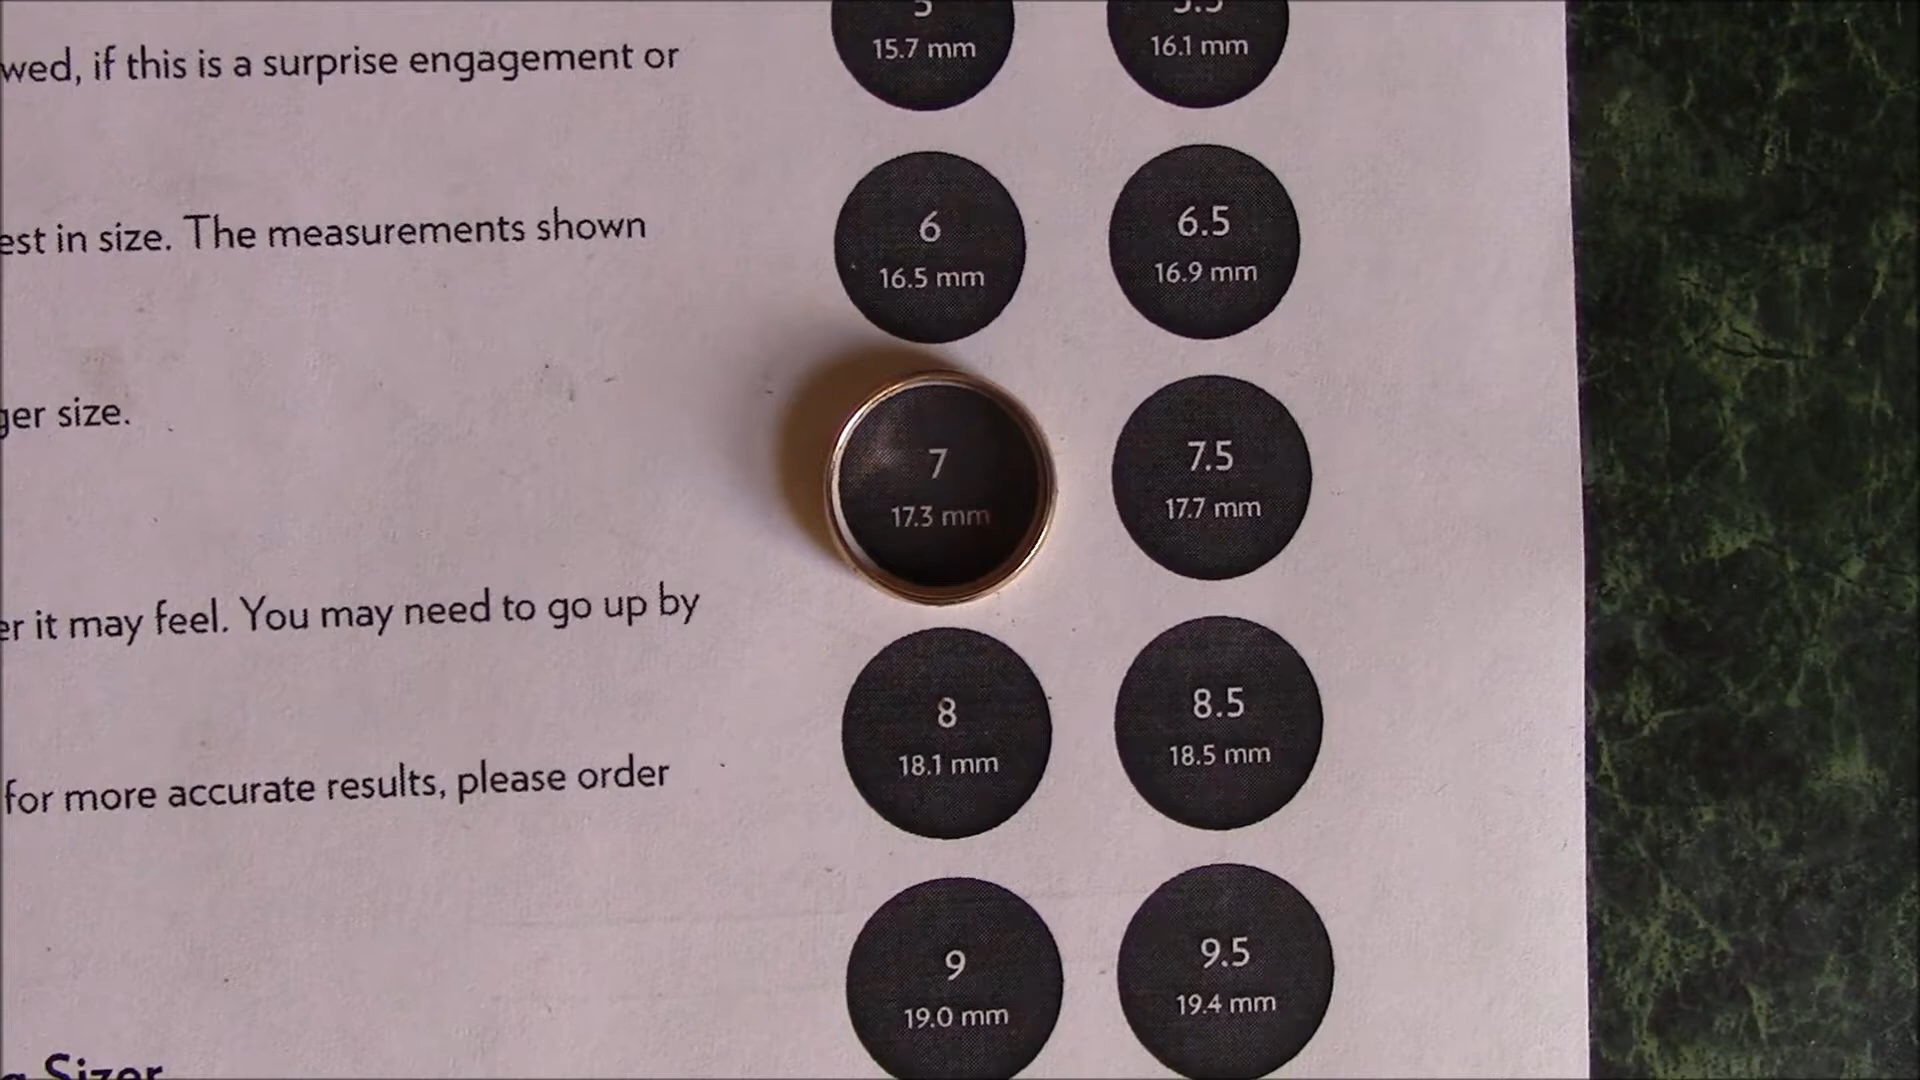 wed, if this is a surprise engagement or
est in size. The measurements shown
ger size.
er it may feel. You may need to go up by
for more accurate results, please order
Sizer
5
15.7 mm
5.5
16.1 mm
6
16.5 mm
6.5
16.9 mm
7
17.3 mm
7.5
17.7 mm
8
18.1 mm
8.5
18.5 mm
9
19.0 mm
9.5
19.4 mm